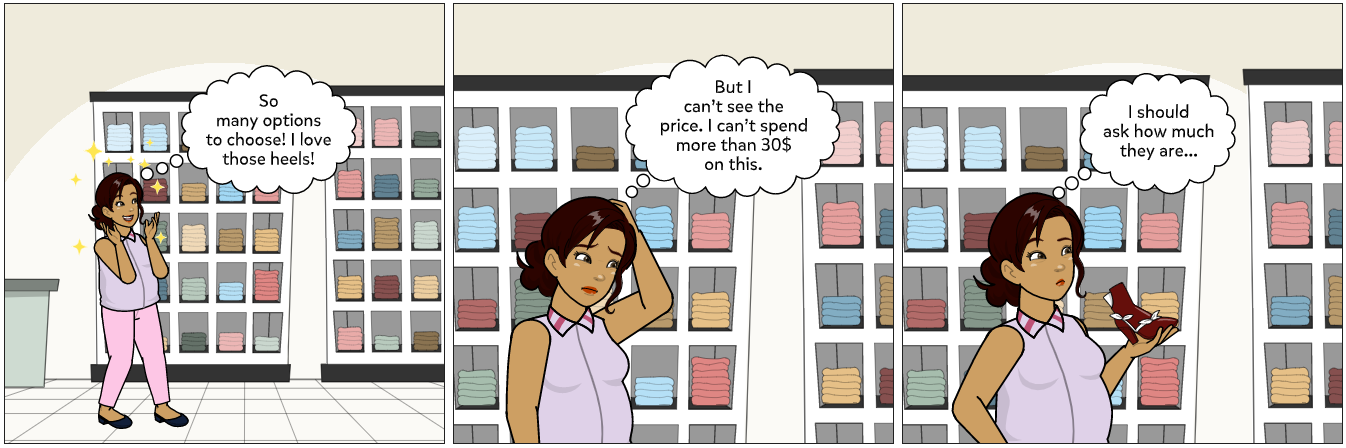 So
many options
to choose! I love
those heels!
But I
can't see the
price. I can't spend
more than 30$
on this.
I should
ask how much
they are...